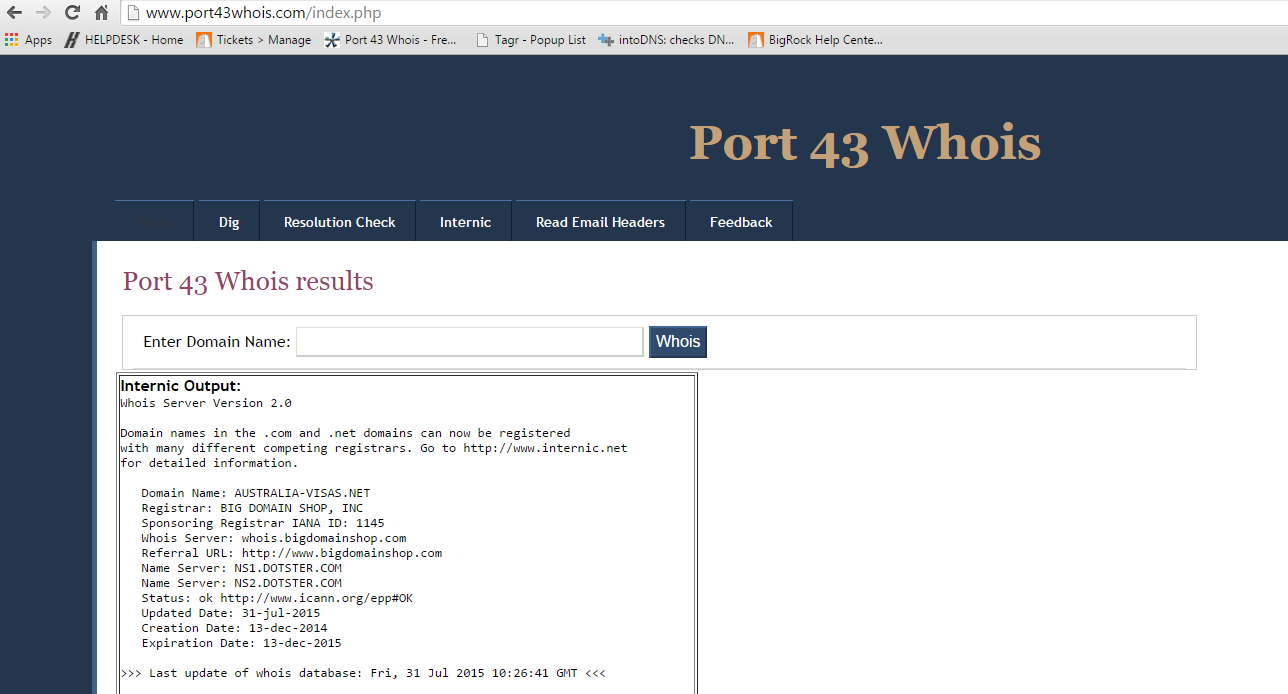 www.port43whois.com/index.php
Apps HELPDESK - Home Tickets > Manage Port 43 Whois - Fre... Tagr - Popup List intoDNS: checks DN... BigRock Help Cente...
Port 43 Whois
Dig Resolution Check Internic Read Email Headers Feedback
Port 43 Whois results
Enter Domain Name: Whois
Internic Output:
Whois Server Version 2.0
Domain names in the .com and .net domains can now be registered
with many different competing registrars. Go to http://www.internic.net
for detailed information.
Domain Name: AUSTRALIA-VISAS.NET
Registrar: BIG DOMAIN SHOP, INC
Sponsoring Registrar IANA ID: 1145
Whois Server: whois.bigdomainshop.com
Referral URL: http://www.bigdomainshop.com
Name Server: NS1.DOTSTER.COM
Name Server: NS2.DOTSTER.COM
Status: ok http://www.icann.org/epp#OK
Updated Date: 31-jul-2015
Creation Date: 13-dec-2014
Expiration Date: 13-dec-2015
>>> Last update of whois database: Fri, 31 Jul 2015 10:26:41 GMT <<<